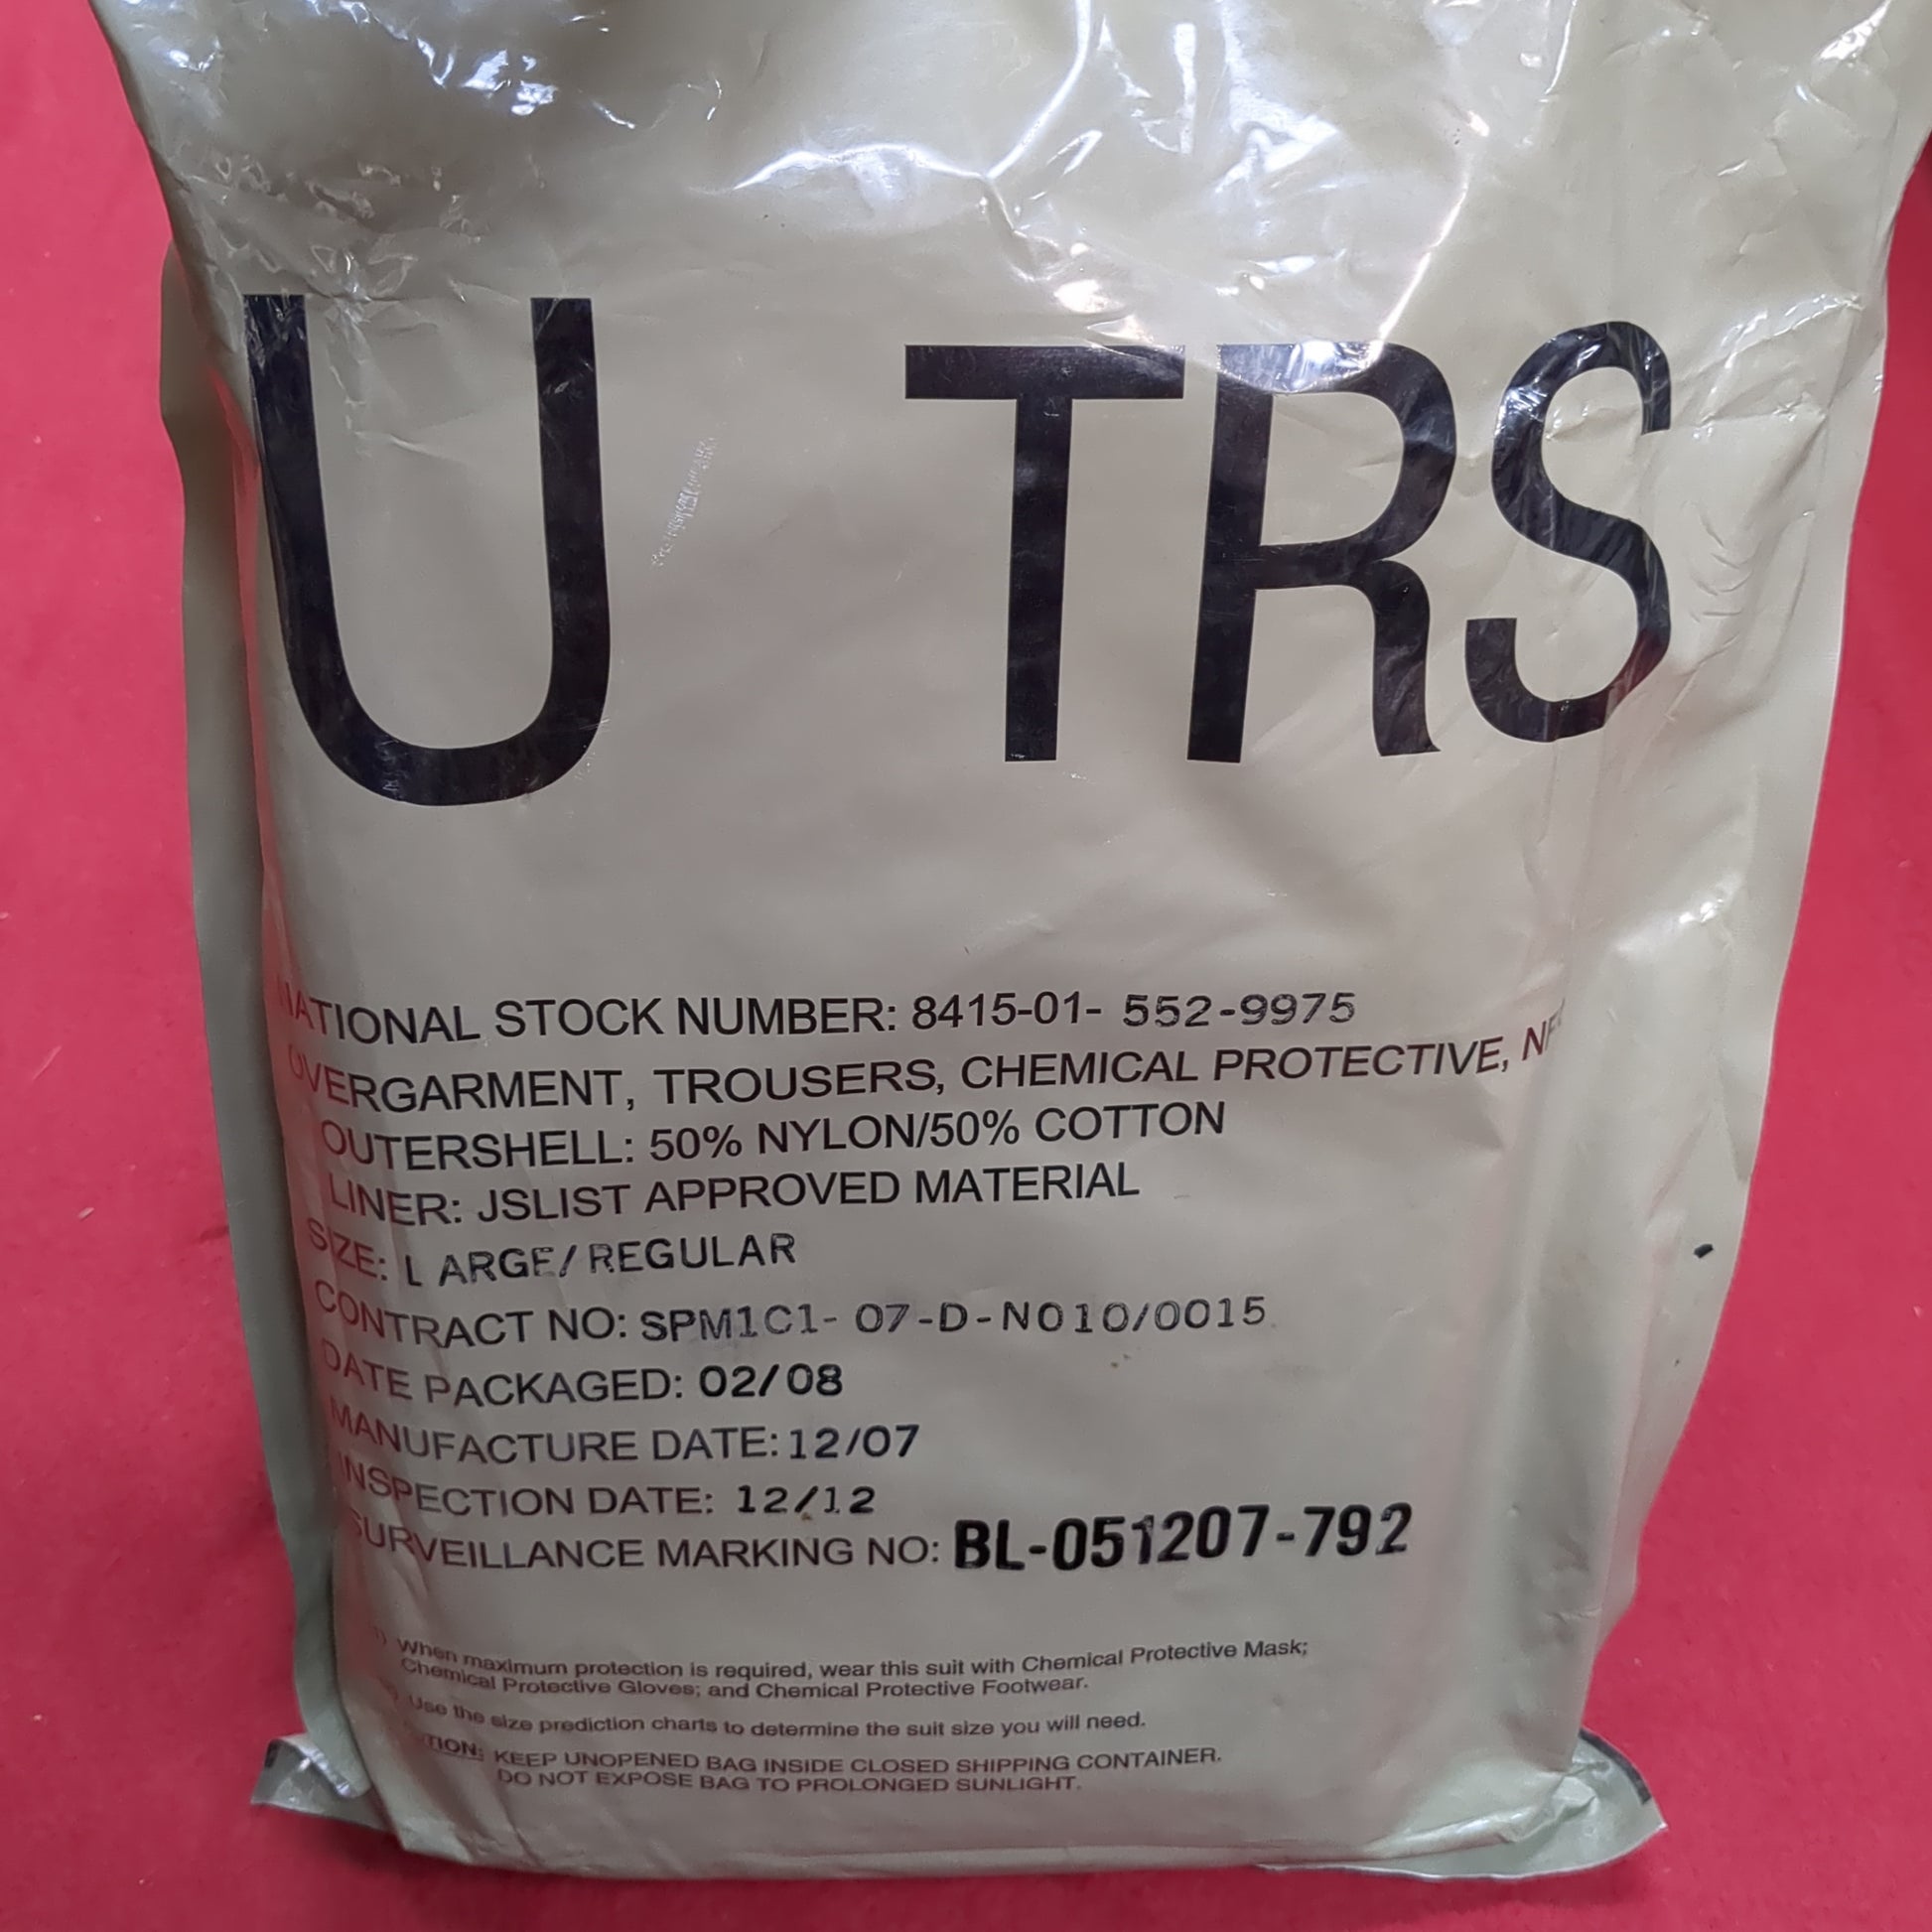 U TRS
NATIONAL STOCK NUMBER: 8415-01- 552-9975
OVERGARMENT, TROUSERS, CHEMICAL PROTECTIVE,
OUTERSHELL: 50% NYLON/50% COTTON
LINER: JSLIST APPROVED MATERIAL
SIZE: L ARGE/REGULAR
CONTRACT NO: SPM1C1- 07-D-N010/0015
DATE PACKAGED: 02/08
MANUFACTURE DATE: 12/07
INSPECTION DATE: 12/12
SURVEILLANCE MARKING NO: BL-051207-792
1) When maximum protection is required, wear this suit with Chemical Protective Mask;
Chemical Protective Gloves; and Chemical Protective Footwear.
Use the size prediction charts to determine the suit size you will need.
TION: KEEP UNOPENED BAG INSIDE CLOSED SHIPPING CONTAINER.
DO NOT EXPOSE BAG TO PROLONGED SUNLIGHT.